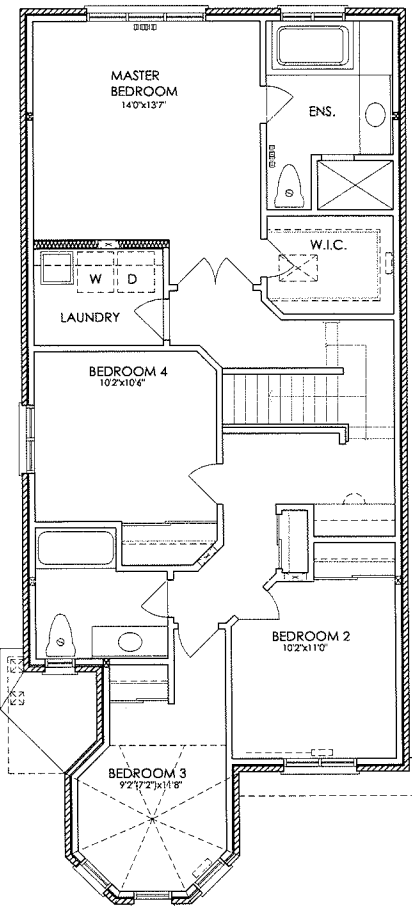 MASTER
BEDROOM
14'0"x13'7"
ENS.
W.I.C.
W D
LAUNDRY
BEDROOM 4
10'2"x10'6"
BEDROOM 2
10'2"x11'0"
BEDROOM 3
9'2"(7'2")x11'8"